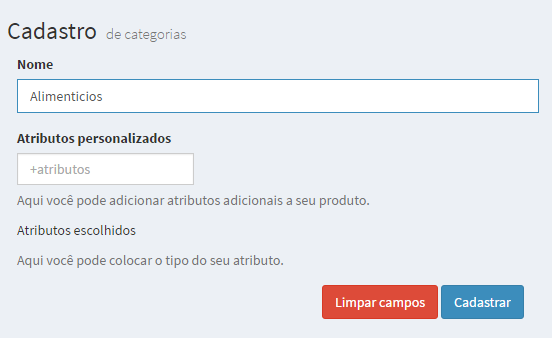 Cadastro de categorias
Nome
Alimenticios
Atributos personalizados
+atributos
Aqui você pode adicionar atributos adicionais a seu produto.
Atributos escolhidos
Aqui você pode colocar o tipo do seu atributo.
Limpar campos Cadastrar